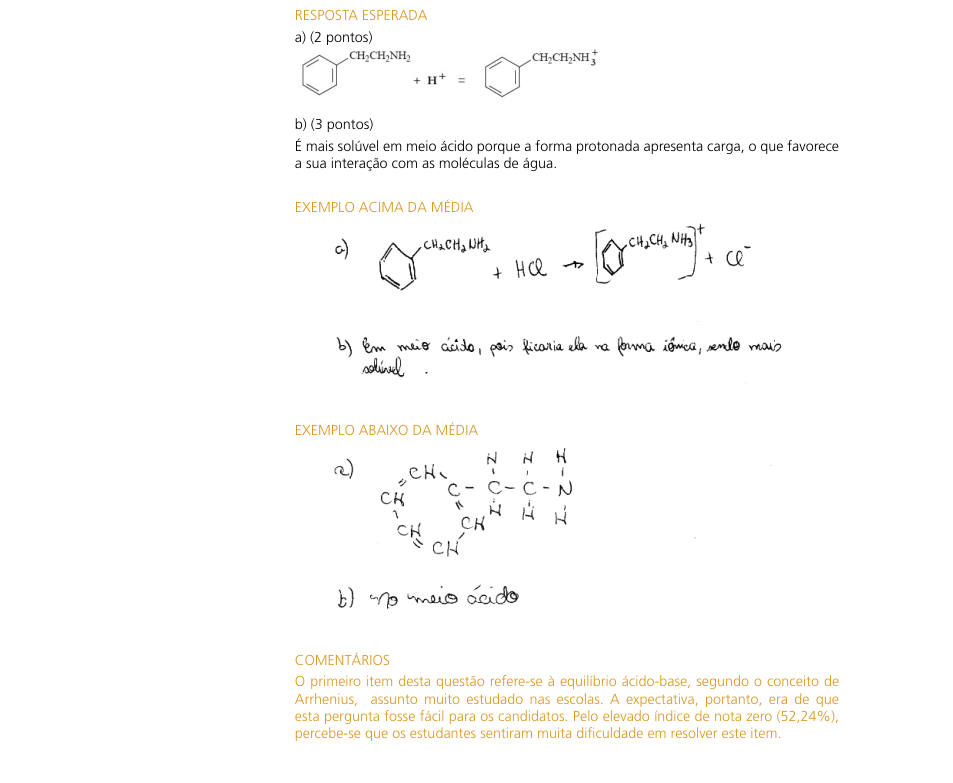 RESPOSTA ESPERADA
a) (2 pontos)
CH₂CH₂NH₂ + H⁺ = CH₂CH₂NH₃⁺
b) (3 pontos)
É mais solúvel em meio ácido porque a forma protonada apresenta carga, o que favorece
a sua interação com as moléculas de água.
EXEMPLO ACIMA DA MÉDIA
a) CH₂CH₂NH₂ + HCl → [CH₂CH₂NH₃]⁺ + Cl⁻
b) Em meio ácido, pois ficaria ela na forma iônica, sendo mais
solúvel.
EXEMPLO ABAIXO DA MÉDIA
H H H
a) CH
C - C - C - N
CH
H H H
CH CH
CH
b) no meio ácido
COMENTÁRIOS
O primeiro item desta questão refere-se à equilíbrio ácido-base, segundo o conceito de
Arrhenius, assunto muito estudado nas escolas. A expectativa, portanto, era de que
esta pergunta fosse fácil para os candidatos. Pelo elevado índice de nota zero (52,24%),
percebe-se que os estudantes sentiram muita dificuldade em resolver este item.